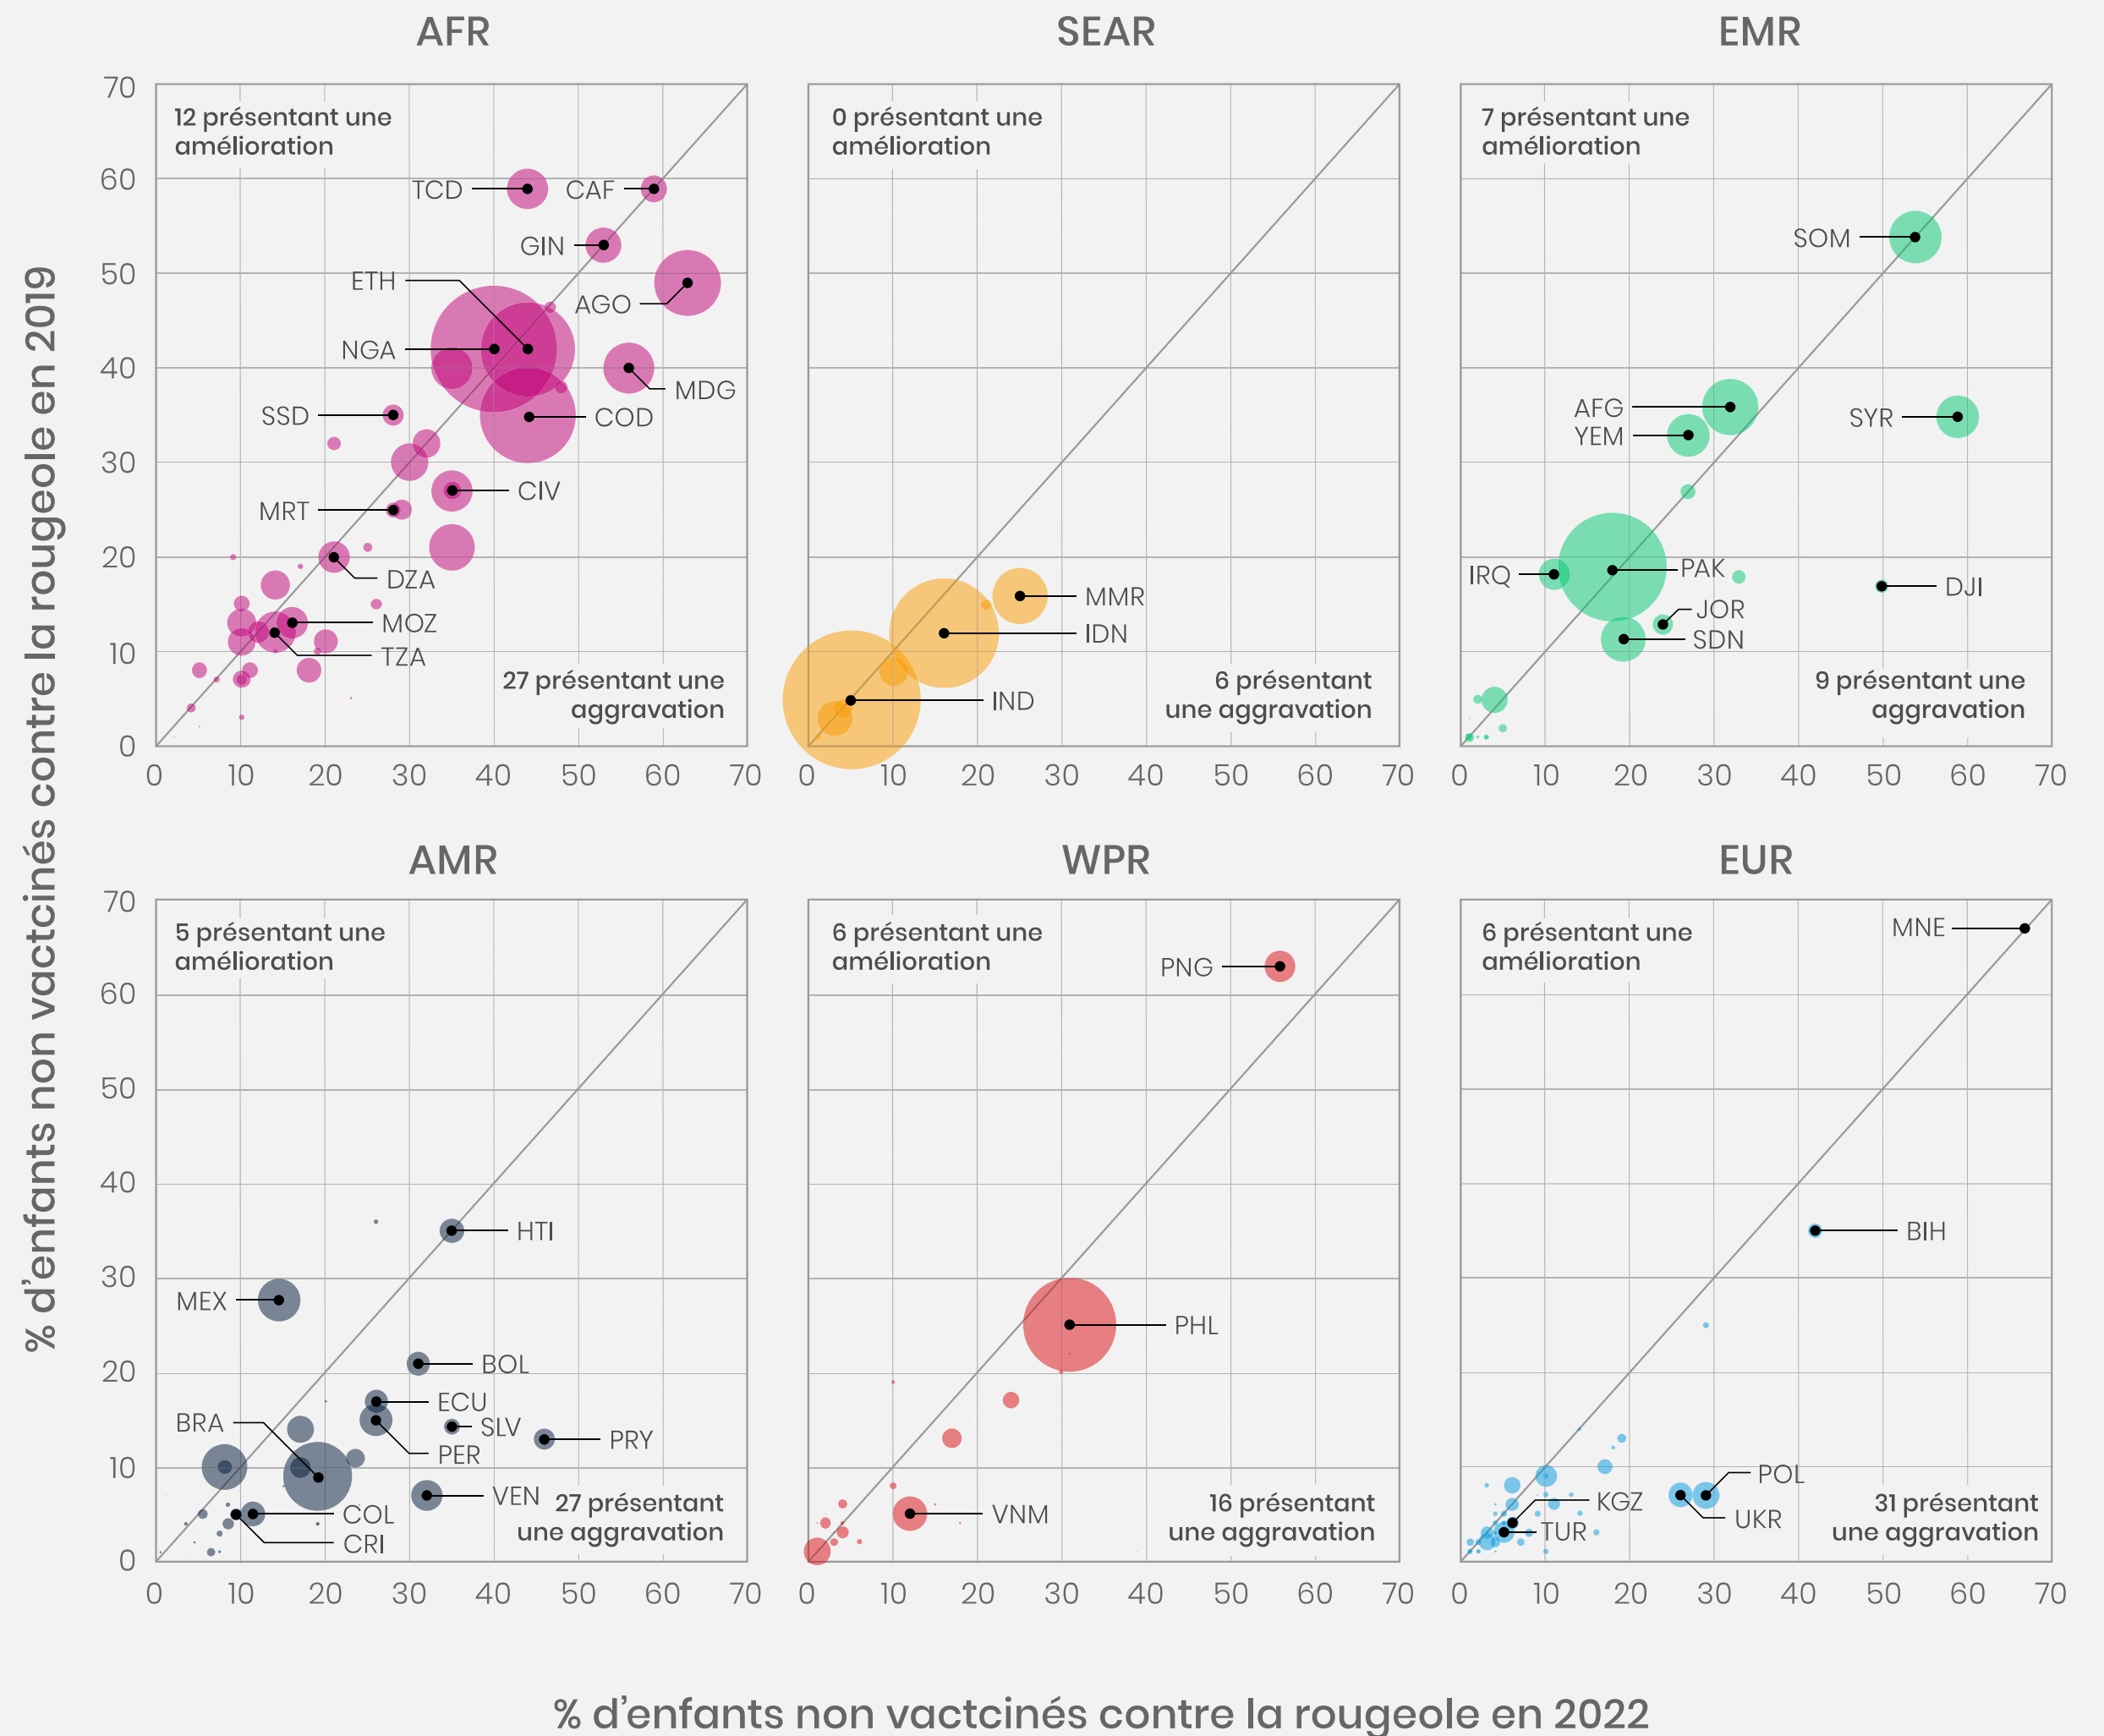 % d’enfants non vactcinés contre la rougeole en 2019
AFR
12 présentant une
amélioration
TCD
CAF
GIN
ETH
AGO
NGA
MDG
SSD
COD
CIV
MRT
DZA
MOZ
TZA
27 présentant une
aggravation
70
60
50
40
30
20
10
0
0 10 20 30 40 50 60 70
SEAR
0 présentant une
amélioration
MMR
IDN
IND
6 présentant
une aggravation
0 10 20 30 40 50 60 70
EMR
7 présentant une
amélioration
SOM
AFG
YEM
SYR
IRQ
PAK
DJI
JOR
SDN
9 présentant une
aggravation
0 10 20 30 40 50 60 70
AMR
5 présentant une
amélioration
HTI
MEX
BOL
ECU
BRA
SLV
PER
PRY
VEN
COL
CRI
27 présentant
une aggravation
70
60
50
40
30
20
10
0
0 10 20 30 40 50 60 70
WPR
6 présentant une
amélioration
PNG
PHL
VNM
16 présentant
une aggravation
0 10 20 30 40 50 60 70
EUR
6 présentant une
amélioration
MNE
BIH
POL
KGZ
UKR
TUR
31 présentant
une aggravation
0 10 20 30 40 50 60 70
% d’enfants non vactcinés contre la rougeole en 2022